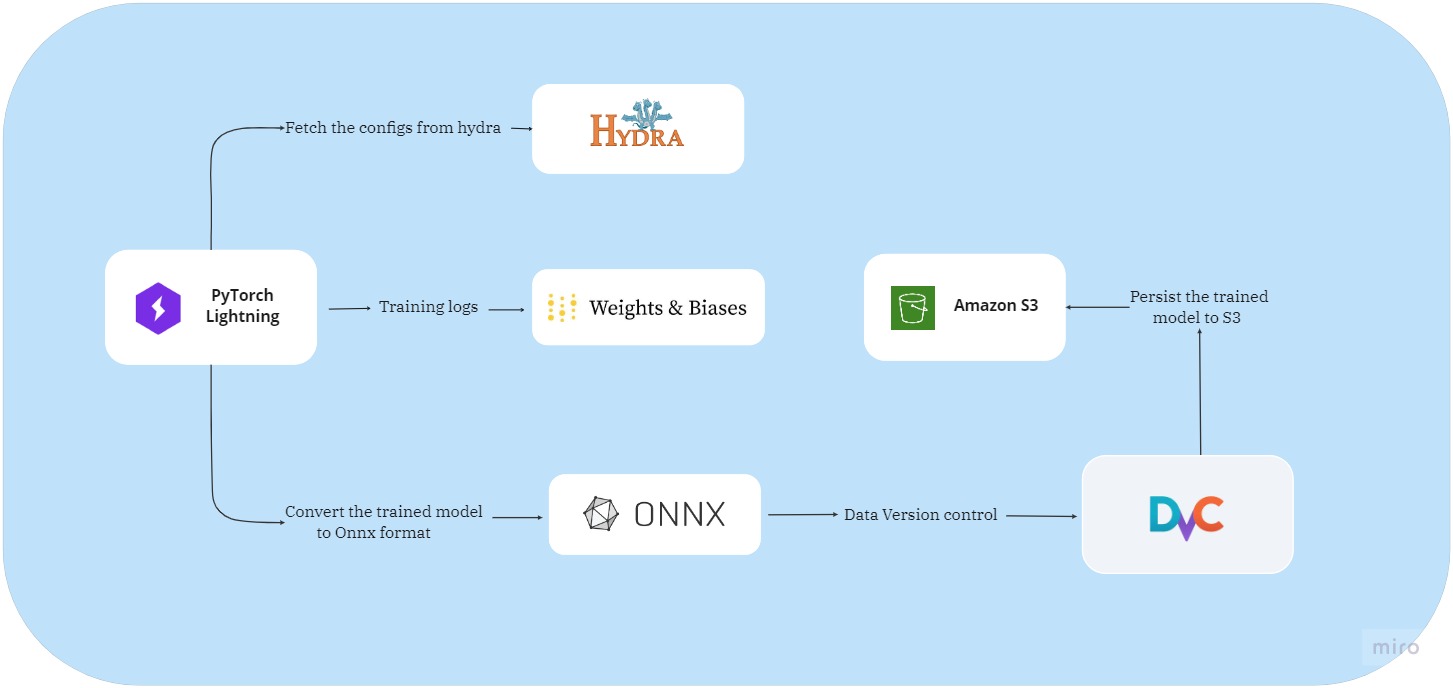 Fetch the configs from hydra
HYDRA
PyTorch
Lightning
Training logs
Weights & Biases
Amazon S3
Persist the trained
model to S3
Convert the trained model
to Onnx format
ONNX
Data Version control
DVC
miro